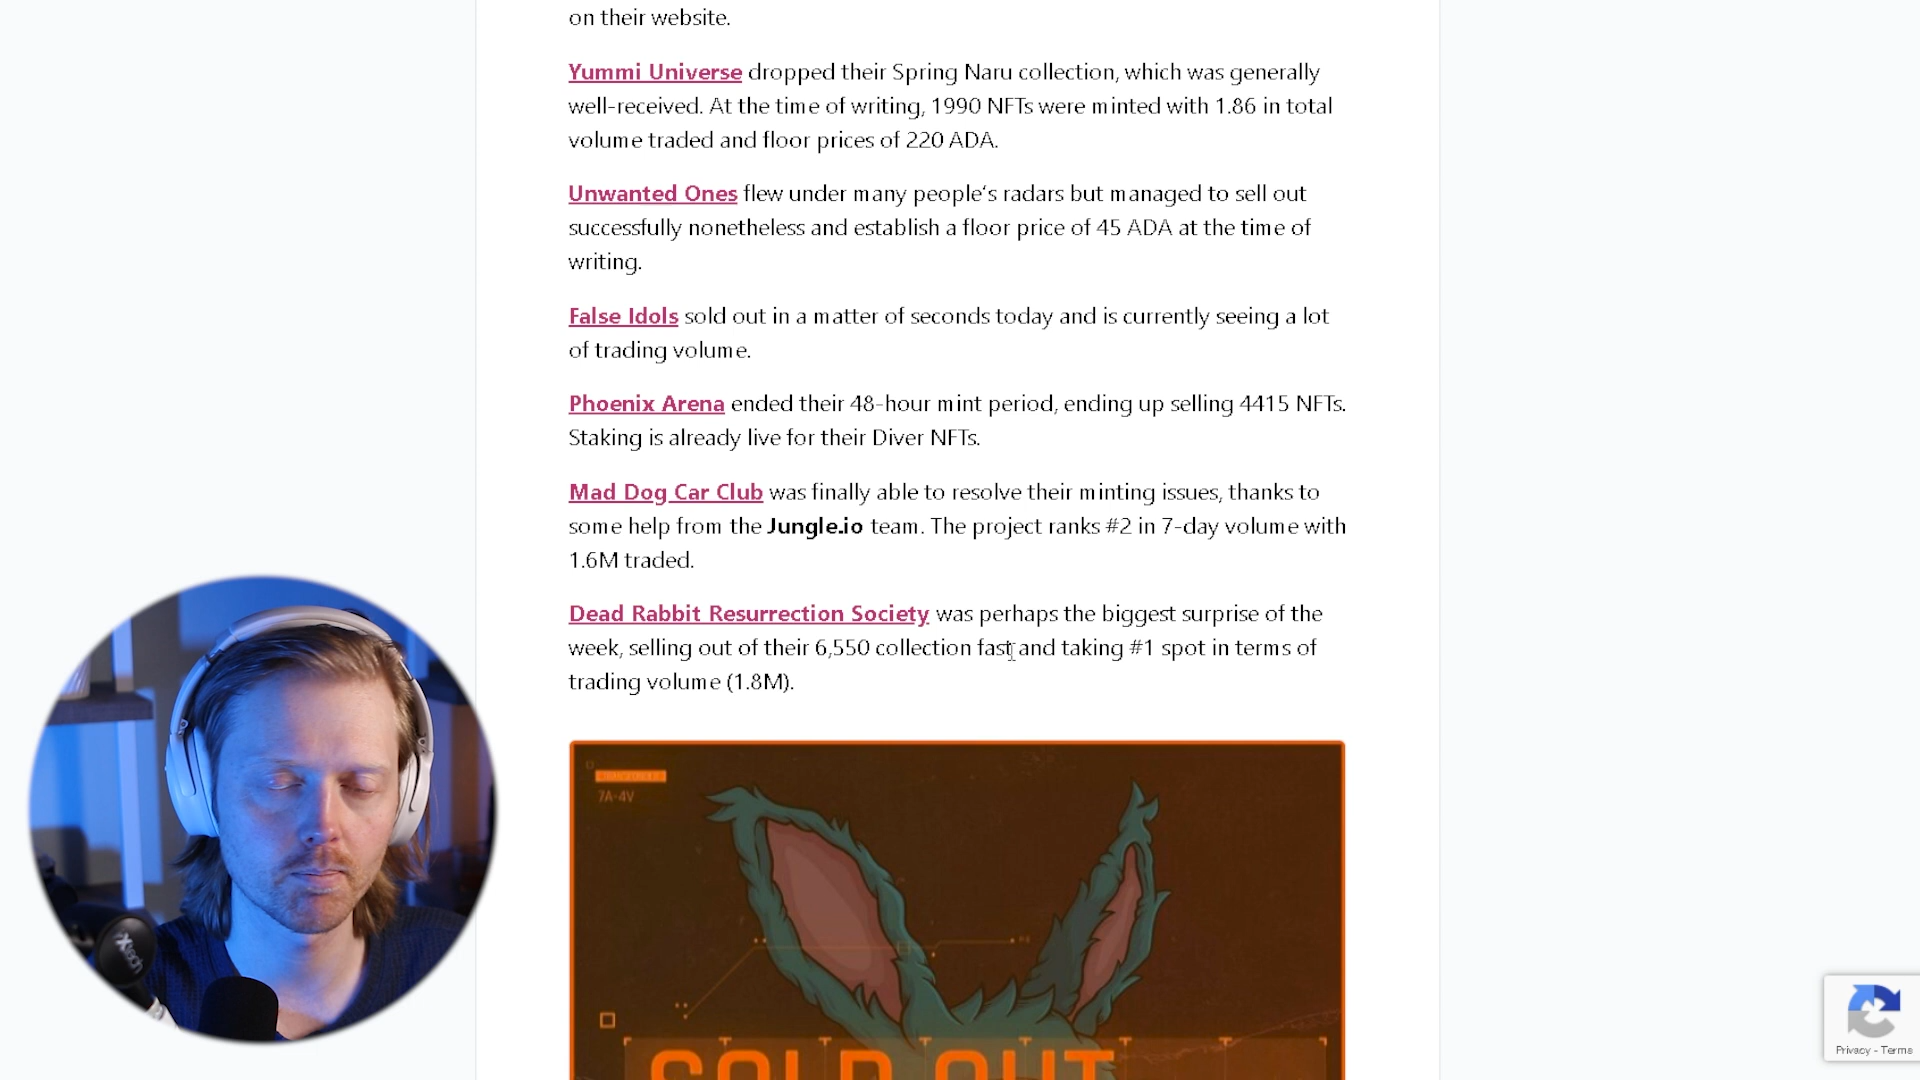 on their website.
Yummi Universe dropped their Spring Naru collection, which was generally
well-received. At the time of writing, 1990 NFTs were minted with 1.86 in total
volume traded and floor prices of 220 ADA.
Unwanted Ones flew under many people’s radars but managed to sell out
successfully nonetheless and establish a floor price of 45 ADA at the time of
writing.
False Idols sold out in a matter of seconds today and is currently seeing a lot
of trading volume.
Phoenix Arena ended their 48-hour mint period, ending up selling 4415 NFTs.
Staking is already live for their Diver NFTs.
Mad Dog Car Club was finally able to resolve their minting issues, thanks to
some help from the Jungle.io team. The project ranks #2 in 7-day volume with
1.6M traded.
Dead Rabbit Resurrection Society was perhaps the biggest surprise of the
week, selling out of their 6,550 collection fast and taking #1 spot in terms of
trading volume (1.8M).
7A-4V
SOLD OUT
Privacy - Terms